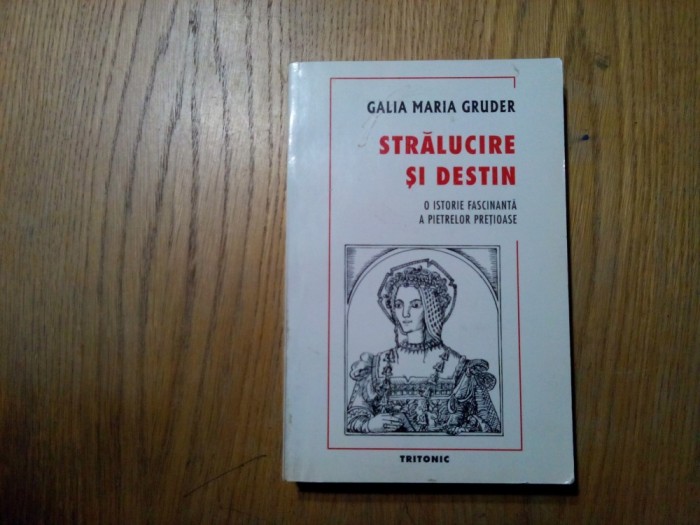 GALIA MARIA GRUDER
STRĂLUCIRE
ȘI DESTIN
O ISTORIE FASCINANTĂ
A PIETRELOR PREȚIOASE
TRITONIC